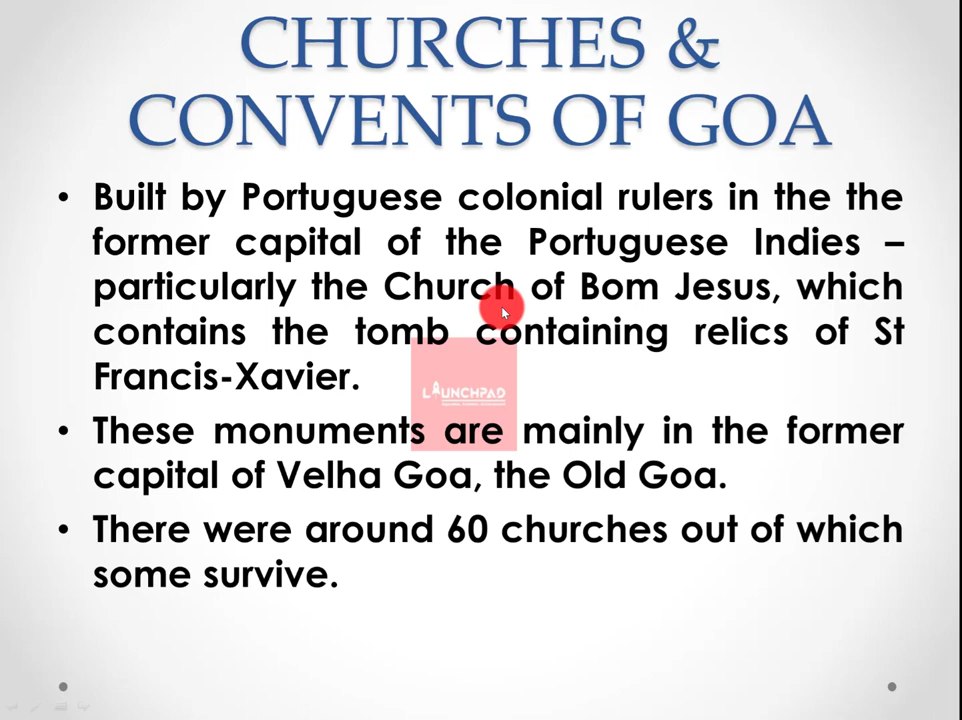 CHURCHES &
CONVENTS OF GOA
• Built by Portuguese colonial rulers in the the
former capital of the Portuguese Indies –
particularly the Church of Bom Jesus, which
contains the tomb containing relics of St
Francis-Xavier.
LAUNCHPAD
• These monuments are mainly in the former
capital of Velha Goa, the Old Goa.
• There were around 60 churches out of which
some survive.